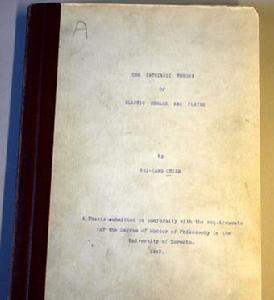 A
THE INTRINSIC THEORY
of
ELASTIC SHELLS AND PLATES
By
WEI-ZANG CHIEN
A Thesis submitted in conformity with the requirements
for the Degree of Doctor of Philosophy in the
University of Toronto.
1942.